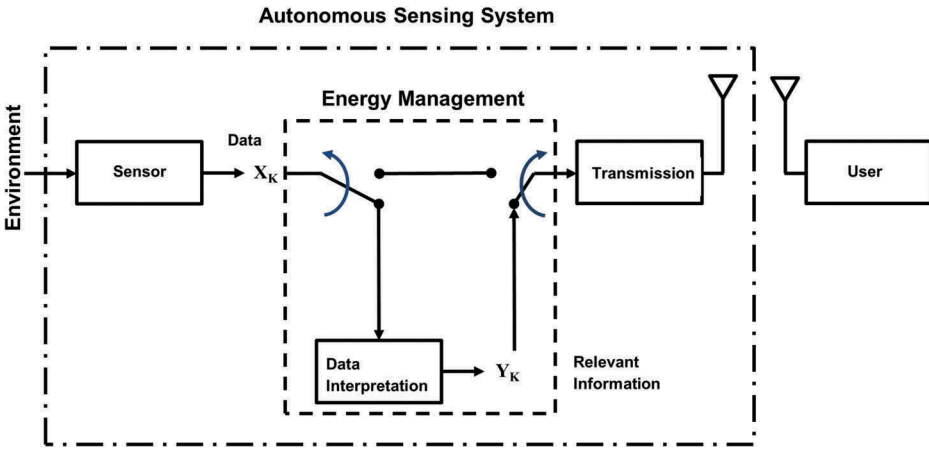 Autonomous Sensing System
Energy Management
Environment
Sensor
Data
X_K
Transmission
User
Data
Interpretation
Y_K
Relevant
Information